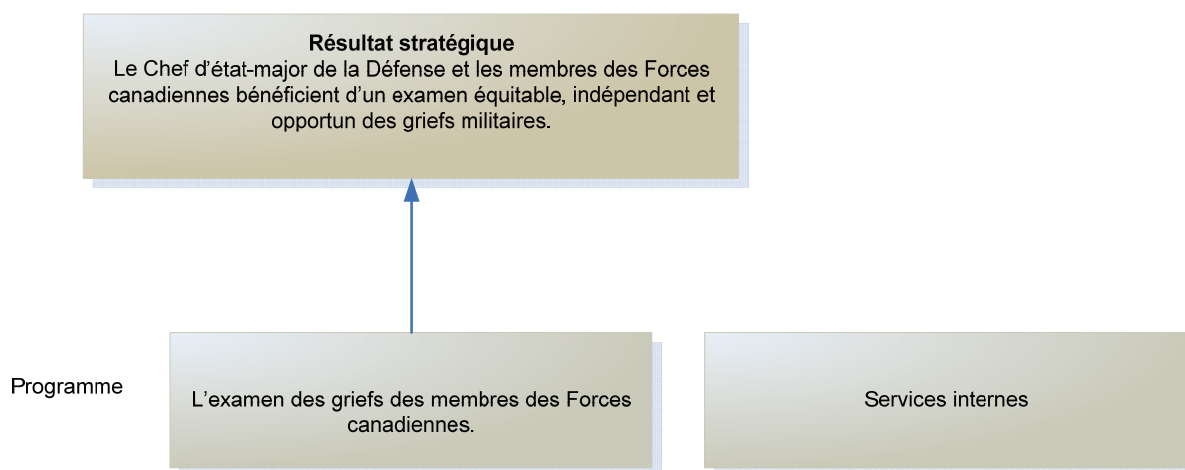 Résultat stratégique
Le Chef d'état-major de la Défense et les membres des Forces
canadiennes bénéficient d'un examen équitable, indépendant et
opportun des griefs militaires.
Programme
L'examen des griefs des membres des Forces
canadiennes.
Services internes